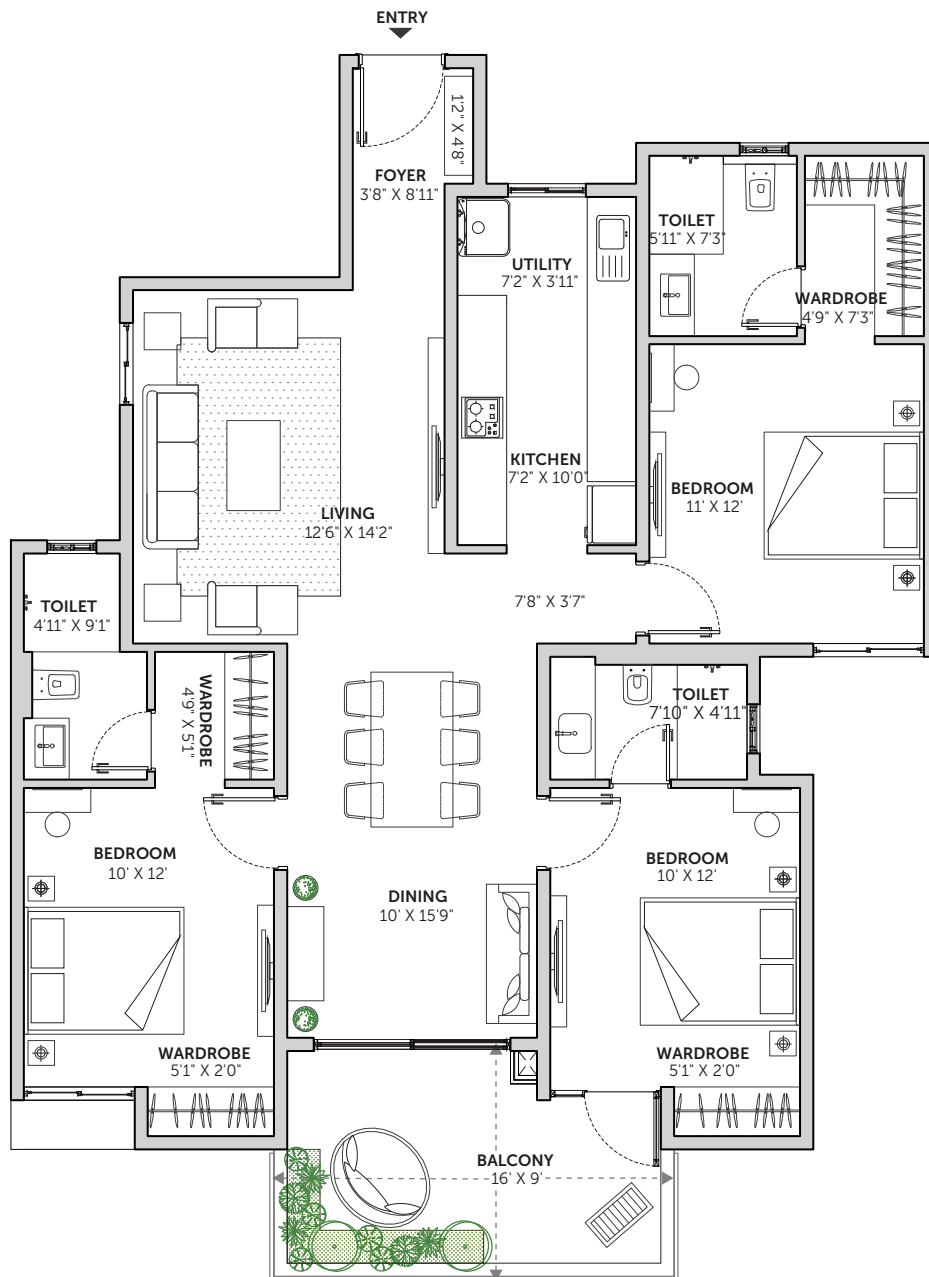 ENTRY
1'2" X 4'8"
FOYER
3'8" X 8'11"
TOILET
5'11" X 7'3"
UTILITY
7'2" X 3'11"
WARDROBE
4'9" X 7'3"
KITCHEN
7'2" X 10'0"
BEDROOM
11' X 12'
LIVING
12'6" X 14'2"
7'8" X 3'7"
TOILET
4'11" X 9'1"
WARDROBE
4'9" X 5'1"
TOILET
7'10" X 4'11"
BEDROOM
10' X 12'
BEDROOM
10' X 12'
DINING
10' X 15'9"
WARDROBE
5'1" X 2'0"
WARDROBE
5'1" X 2'0"
BALCONY
16' X 9'